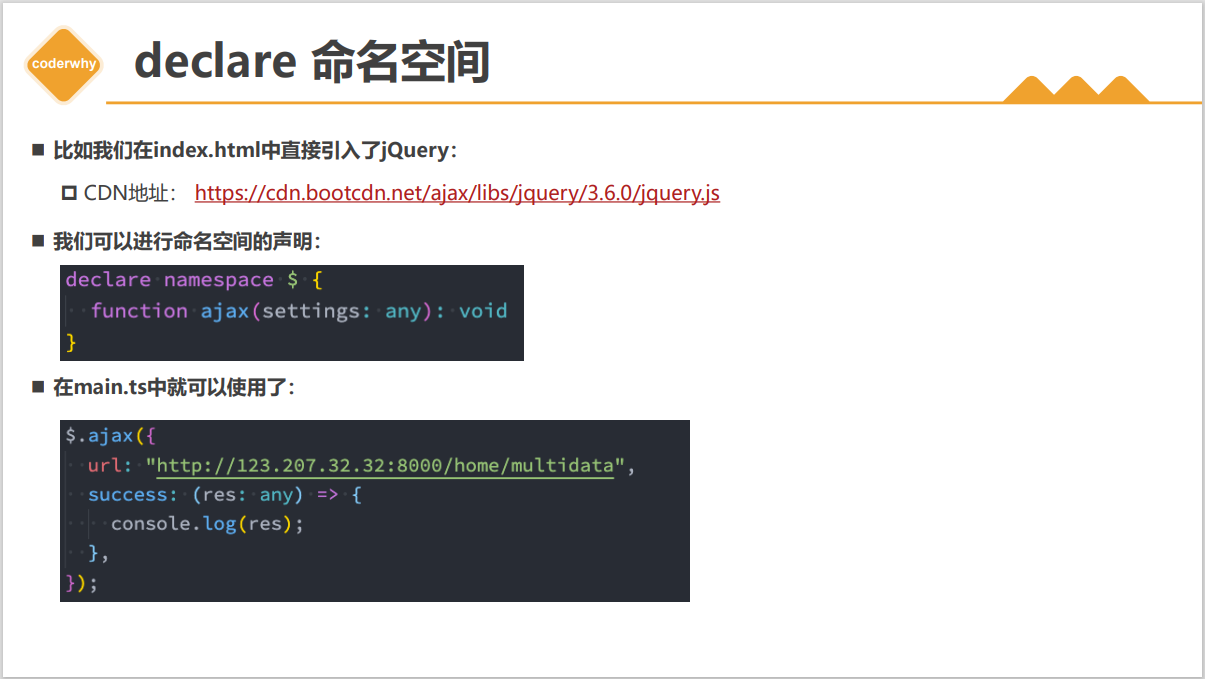 coderwhy
declare 命名空间
■ 比如我们在index.html中直接引入了jQuery：
CDN地址： https://cdn.bootcdn.net/ajax/libs/jquery/3.6.0/jquery.js
■ 我们可以进行命名空间的声明：
declare namespace $ {
  function ajax(settings: any): void
}
■ 在main.ts中就可以使用了：
$.ajax({
  url: "http://123.207.32.32:8000/home/multidata",
  success: (res: any) => {
    console.log(res);
  },
});